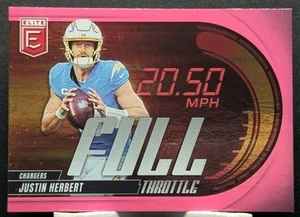 ELITE
20.50
MPH
FULL
THROTTLE
CHARGERS
JUSTIN HERBERT